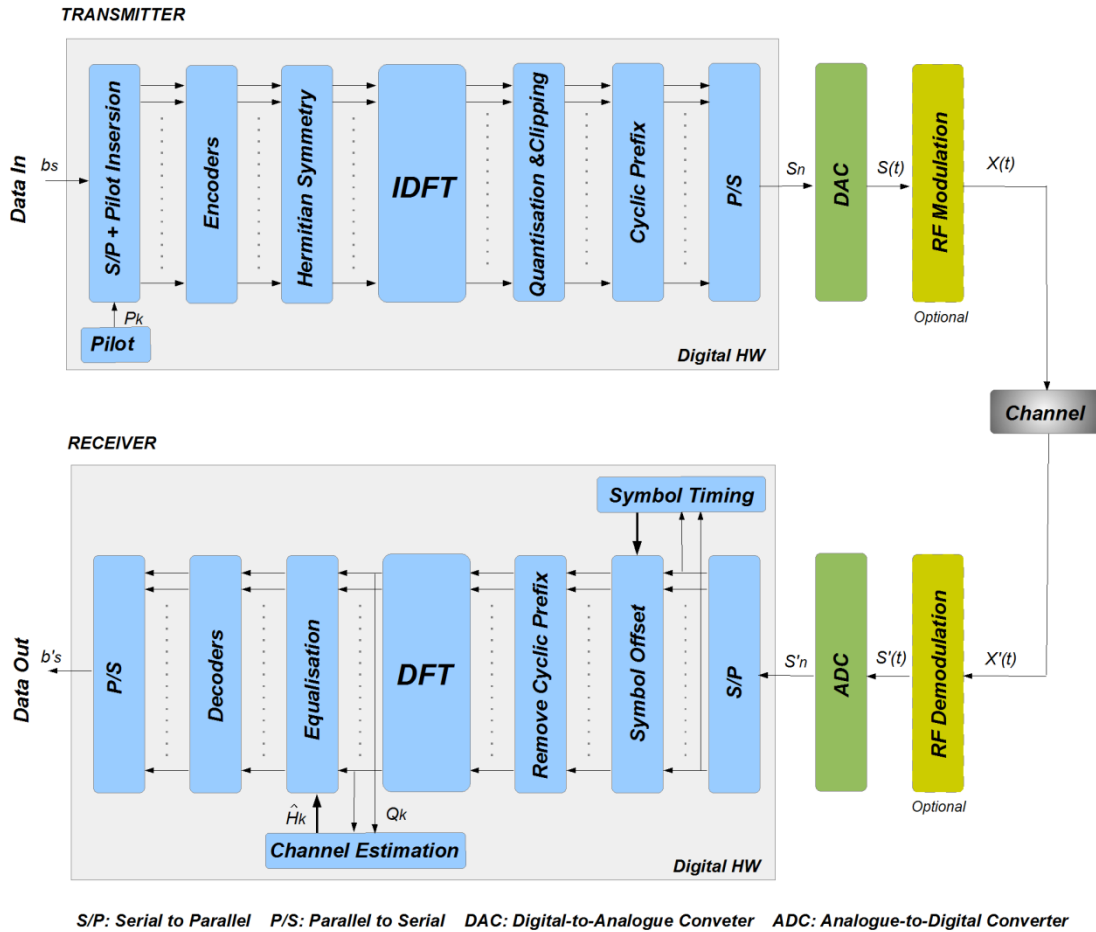 TRANSMITTER
Data In
bs
S/P + Pilot Insersion
Pk
Pilot
Encoders
Hermitian Symmetry
IDFT
Quantisation &Clipping
Cyclic Prefix
P/S
Digital HW
Sn
DAC
S(t)
RF Modulation
Optional
X(t)
Channel
RECEIVER
Data Out
b's
P/S
Decoders
Equalisation
Ĥk
Qk
Channel Estimation
DFT
Remove Cyclic Prefix
Symbol Timing
Symbol Offset
S/P
Digital HW
S'n
ADC
S'(t)
RF Demodulation
Optional
X'(t)
S/P: Serial to Parallel P/S: Parallel to Serial DAC: Digital-to-Analogue Conveter ADC: Analogue-to-Digital Converter